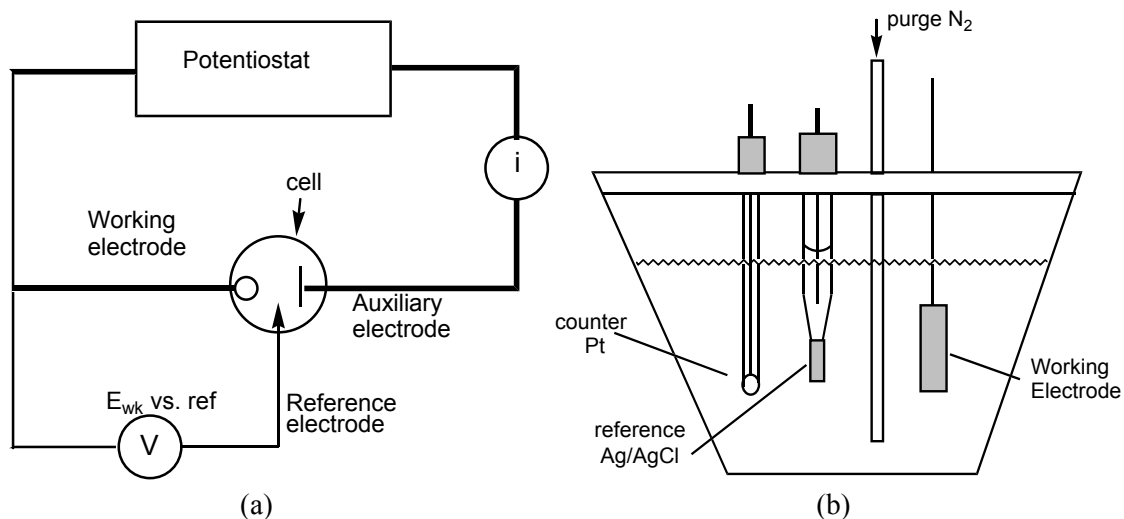 Potentiostat
i
cell
Working
electrode
Auxiliary
electrode
E_wk vs. ref
Reference
electrode
V
(a)
purge N₂
counter
Pt
Working
Electrode
reference
Ag/AgCl
(b)